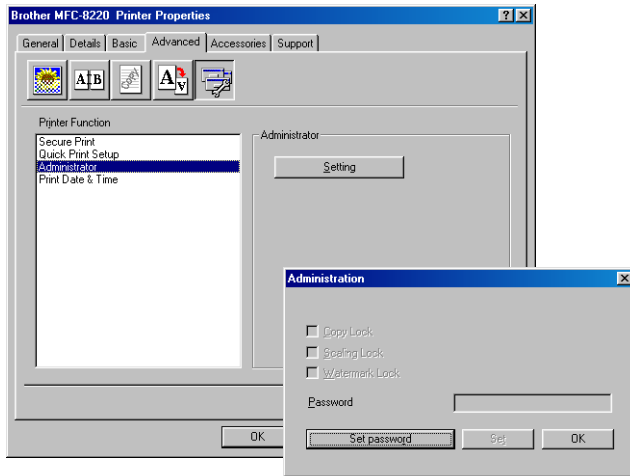 Brother MFC-8220 Printer Properties
General Details Basic Advanced Accessories Support
A B
A A
Printer Function
Secure Print
Quick Print Setup
Administrator
Print Date & Time
Administrator
Setting
OK
Administration
Copy Lock
Scaling Lock
Watermark Lock
Password
Set password Set OK